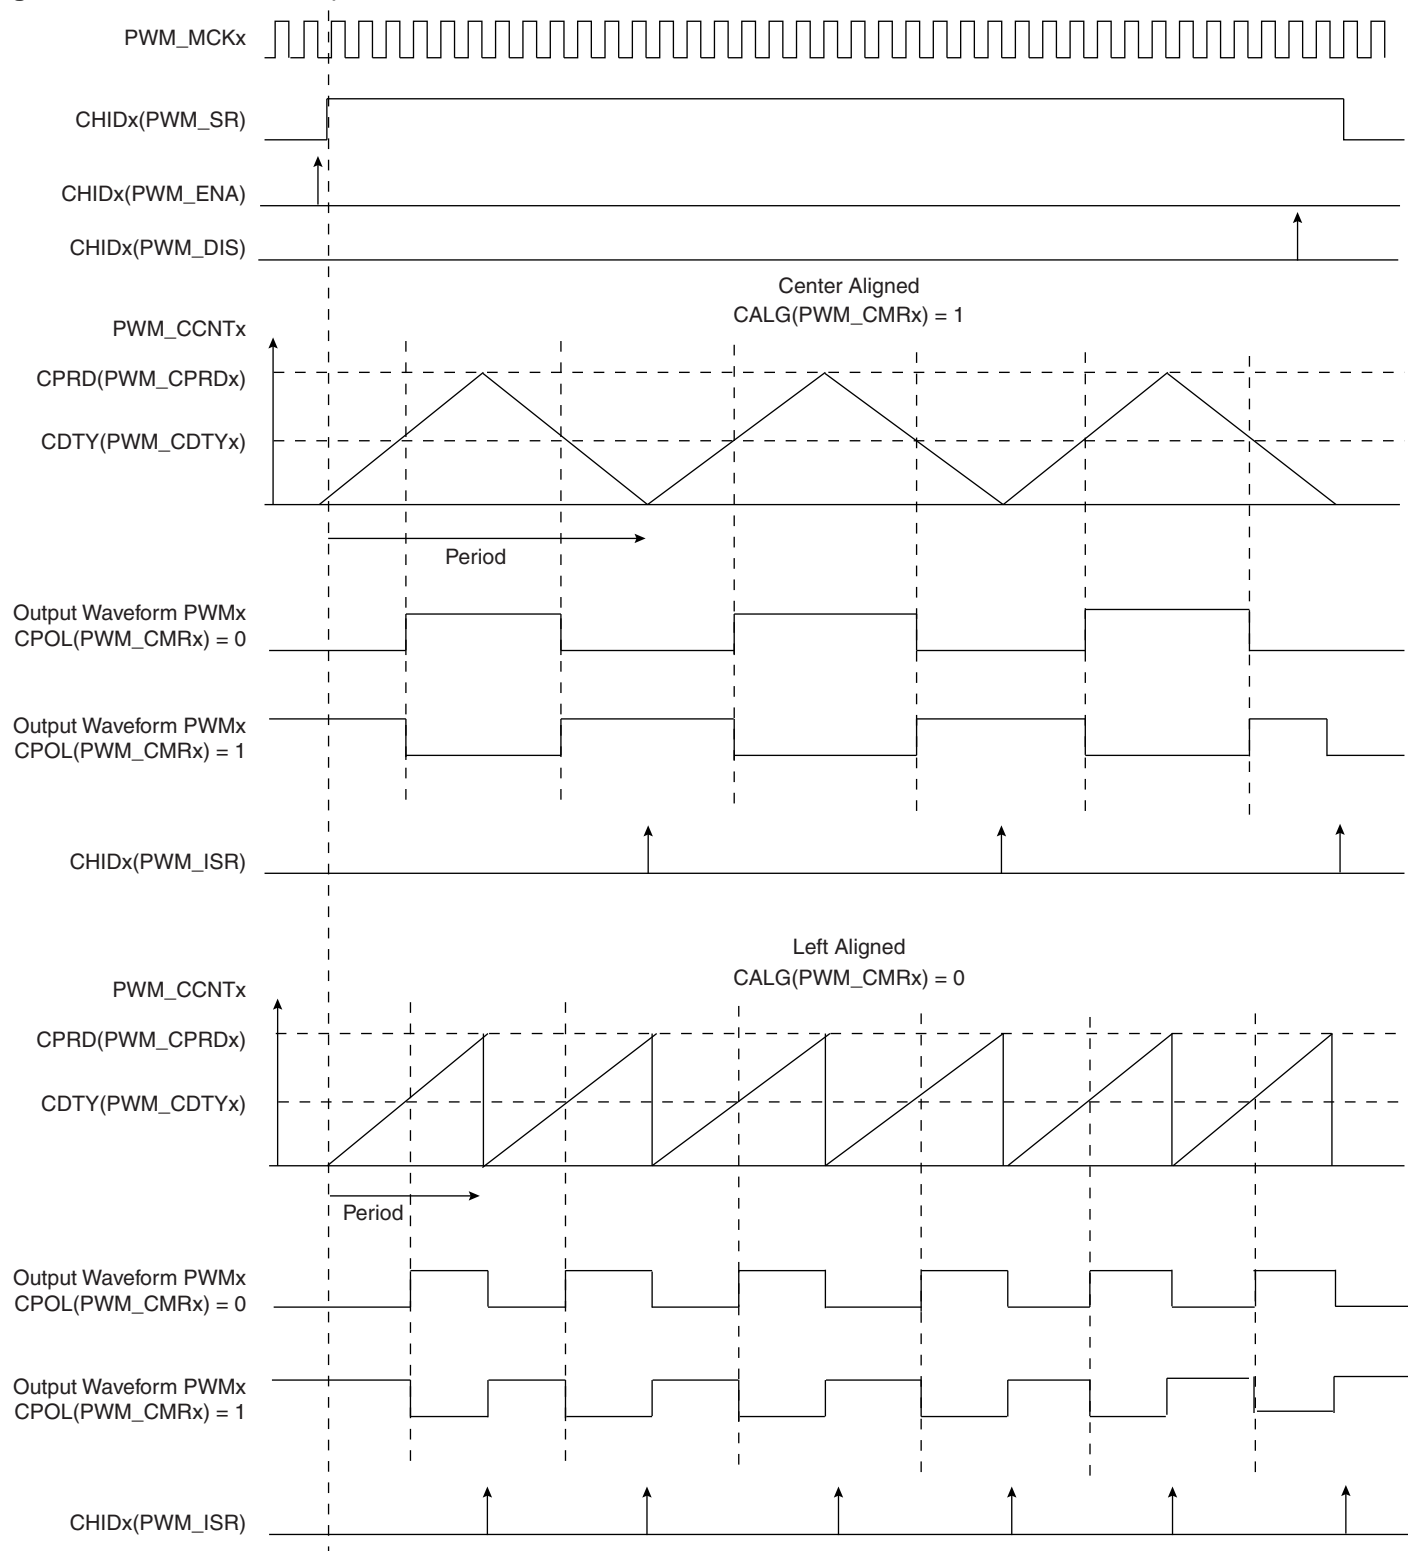 PWM_MCKx
CHIDx(PWM_SR)
CHIDx(PWM_ENA)
CHIDx(PWM_DIS)
Center Aligned
CALG(PWM_CMRx) = 1
PWM_CCNTx
CPRD(PWM_CPRDx)
CDTY(PWM_CDTYx)
Period
Output Waveform PWMx
CPOL(PWM_CMRx) = 0
Output Waveform PWMx
CPOL(PWM_CMRx) = 1
CHIDx(PWM_ISR)
Left Aligned
CALG(PWM_CMRx) = 0
PWM_CCNTx
CPRD(PWM_CPRDx)
CDTY(PWM_CDTYx)
Period
Output Waveform PWMx
CPOL(PWM_CMRx) = 0
Output Waveform PWMx
CPOL(PWM_CMRx) = 1
CHIDx(PWM_ISR)